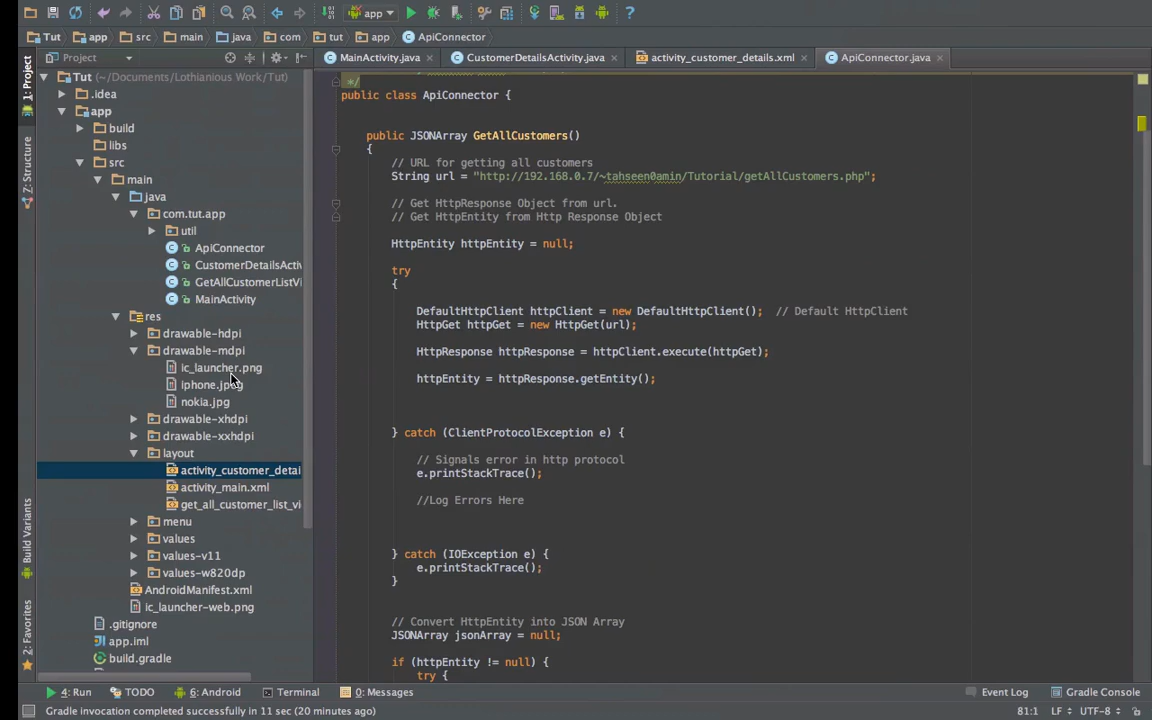 app
?
Tut
app
src
main
java
com
tut
app
ApiConnector
Project
MainActivity.java
CustomerDetailsActivity.java
activity_customer_details.xml
ApiConnector.java
1: Project
Z: Structure
Build Variants
2: Favorites
Tut (~/Documents/Lothianious Work/Tut)
.idea
app
build
libs
src
main
java
com.tut.app
util
ApiConnector
CustomerDetailsActiv
GetAllCustomerListVi
MainActivity
res
drawable-hdpi
drawable-mdpi
ic_launcher.png
iphone.jpeg
nokia.jpg
drawable-xhdpi
drawable-xxhdpi
layout
activity_customer_detai
activity_main.xml
get_all_customer_list_vi
menu
values
values-v11
values-w820dp
AndroidManifest.xml
ic_launcher-web.png
.gitignore
app.iml
build.gradle
*/
public class ApiConnector {
public JSONArray GetAllCustomers()
{
// URL for getting all customers
String url = "http://192.168.0.7/~tahseen0amin/Tutorial/getAllCustomers.php";
// Get HttpResponse Object from url.
// Get HttpEntity from Http Response Object
HttpEntity httpEntity = null;
try
{
DefaultHttpClient httpClient = new DefaultHttpClient(); // Default HttpClient
HttpGet httpGet = new HttpGet(url);
HttpResponse httpResponse = httpClient.execute(httpGet);
httpEntity = httpResponse.getEntity();
} catch (ClientProtocolException e) {
// Signals error in http protocol
e.printStackTrace();
//Log Errors Here
} catch (IOException e) {
e.printStackTrace();
}
// Convert HttpEntity into JSON Array
JSONArray jsonArray = null;
if (httpEntity != null) {
try {
4: Run
TODO
6: Android
Terminal
0: Messages
Event Log
Gradle Console
Gradle invocation completed successfully in 11 sec (20 minutes ago)
81:1
LF
UTF-8